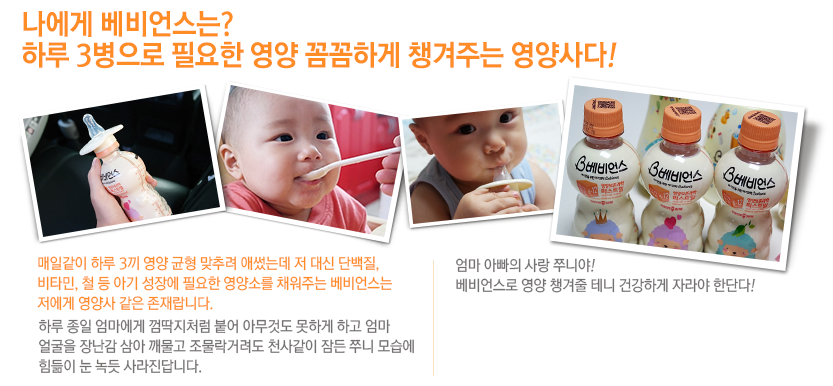 나에게 베비언스는?
하루 3병으로 필요한 영양 꼼꼼하게 챙겨주는 영양사다!
베비언스
베비언스
베비언스
베비언스
매일같이 하루 3끼 영양 균형 맞추려 애썼는데 저 대신 단백질,
비타민, 철 등 아기 성장에 필요한 영양소를 채워주는 베비언스는
저에게 영양사 같은 존재랍니다.
하루 종일 엄마에게 껌딱지처럼 붙어 아무것도 못하게 하고 엄마
얼굴을 장난감 삼아 깨물고 조물락거려도 천사같이 잠든 쭈니 모습에
힘듦이 눈 녹듯 사라진답니다.
엄마 아빠의 사랑 쭈니야!
베비언스로 영양 챙겨줄 테니 건강하게 자라야 한단다!